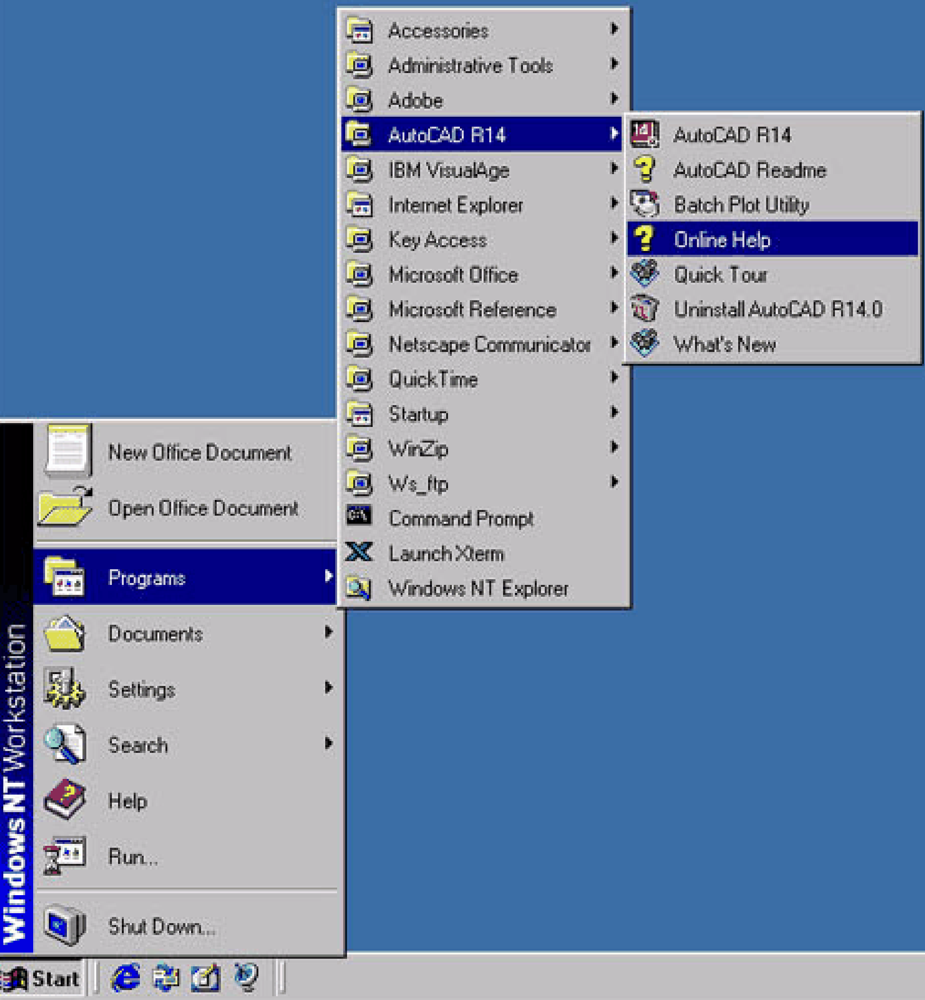 Accessories
Administrative Tools
Adobe
AutoCAD R14
IBM VisualAge
Internet Explorer
Key Access
Microsoft Office
Microsoft Reference
Netscape Communicator
QuickTime
Startup
WinZip
Ws_ftp
Command Prompt
Launch Xterm
Windows NT Explorer
AutoCAD R14
AutoCAD Readme
Batch Plot Utility
Online Help
Quick Tour
Uninstall AutoCAD R14.0
What's New
New Office Document
Open Office Document
Programs
Documents
Settings
Search
Help
Run...
Shut Down...
Windows NT Workstation
Start